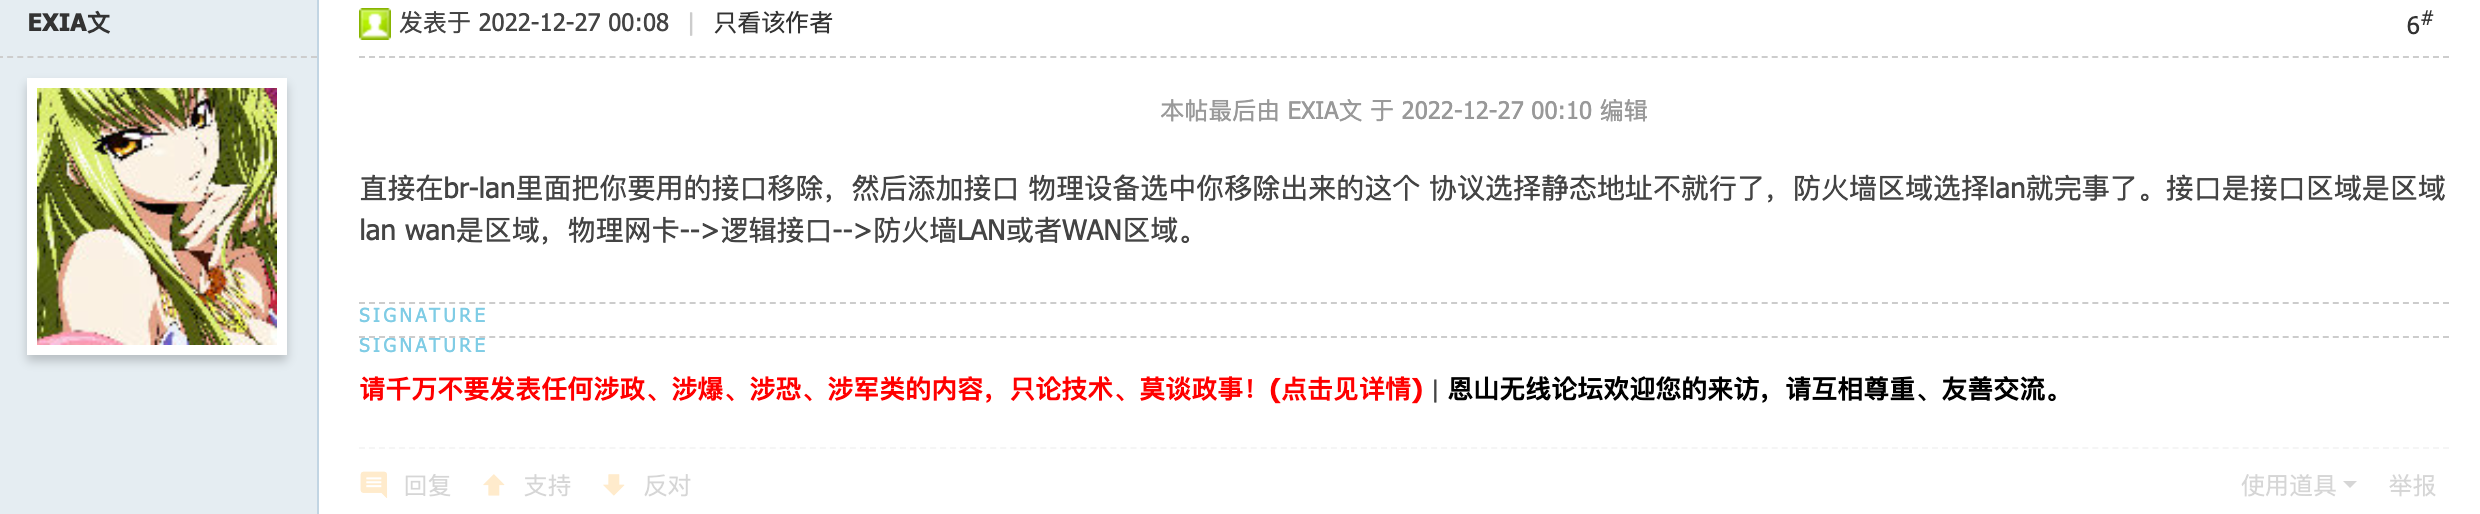 EXIA文
发表于 2022-12-27 00:08 | 只看该作者
6#
本帖最后由 EXIA文 于 2022-12-27 00:10 编辑
直接在br-lan里面把你要用的接口移除，然后添加接口 物理设备选中你移除出来的这个 协议选择静态地址不就行了，防火墙区域选择lan就完事了。接口是接口区域是区域
lan wan是区域，物理网卡-->逻辑接口-->防火墙LAN或者WAN区域。
SIGNATURE
SIGNATURE
请千万不要发表任何涉政、涉爆、涉恐、涉军类的内容，只论技术、莫谈政事！(点击见详情) | 恩山无线论坛欢迎您的来访，请互相尊重、友善交流。
回复 支持 反对
使用道具 举报